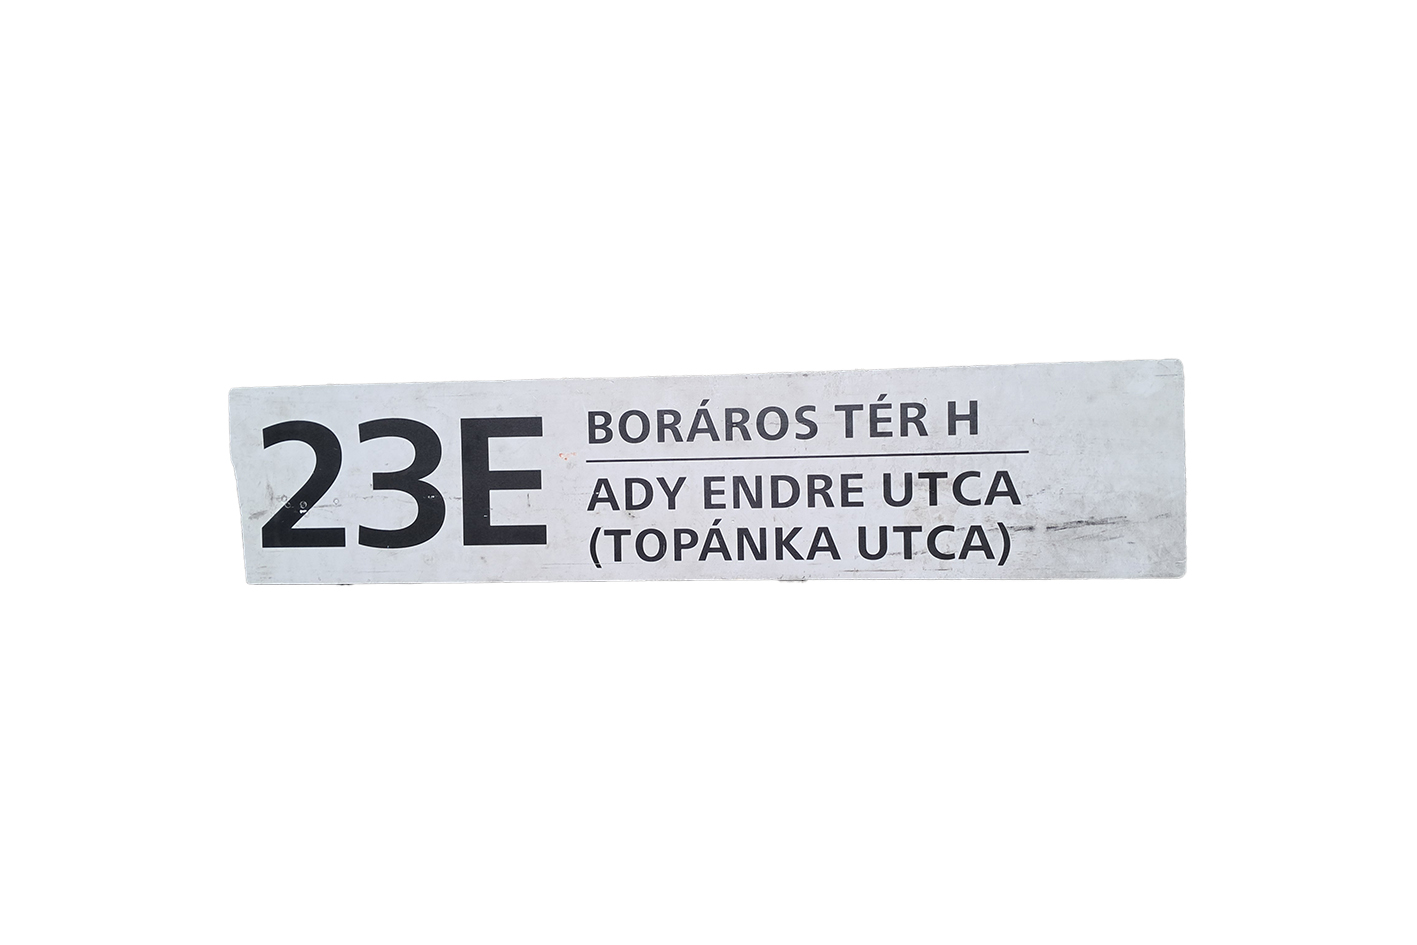 23E
BORÁROS TÉR H
ADY ENDRE UTCA
(TOPÁNKA UTCA)